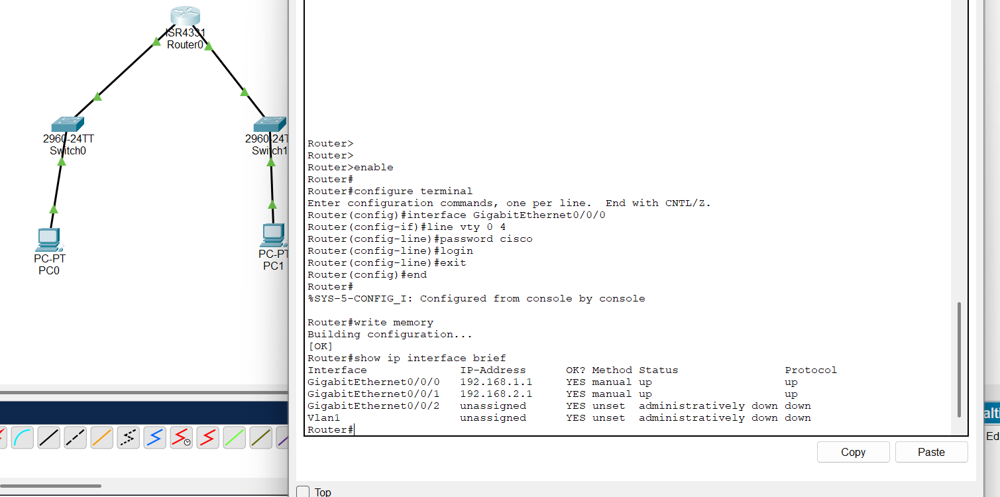 ISR4331
Router0
2960-24TT
Switch0
2960-24T
Switch1
PC-PT
PC0
PC-PT
PC1
Router>
Router>
Router>enable
Router#
Router#configure terminal
Enter configuration commands, one per line.  End with CNTL/Z.
Router(config)#interface GigabitEthernet0/0/0
Router(config-if)#line vty 0 4
Router(config-line)#password cisco
Router(config-line)#login
Router(config-line)#exit
Router(config)#end
Router#
%SYS-5-CONFIG_I: Configured from console by console
Router#write memory
Building configuration...
[OK]
Router#show ip interface brief
Interface              IP-Address      OK? Method Status                Protocol
GigabitEthernet0/0/0   192.168.1.1     YES manual up                    up
GigabitEthernet0/0/1   192.168.2.1     YES manual up                    up
GigabitEthernet0/0/2   unassigned      YES unset  administratively down down
Vlan1                  unassigned      YES unset  administratively down down
Router#
Copy
Paste
Top
Ed